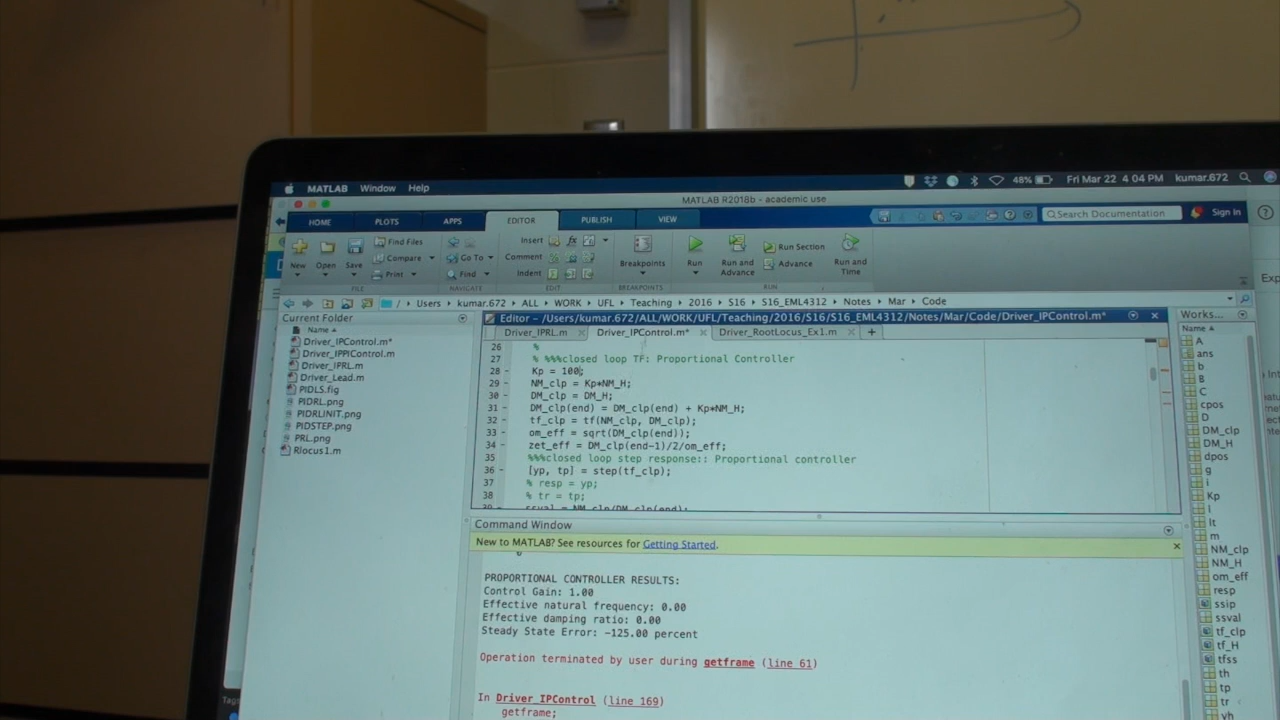 MATLAB Window Help
48% Fri Mar 22 4:04 PM kumar.672
MATLAB R2018b - academic use
HOME PLOTS APPS EDITOR PUBLISH VIEW
Search Documentation
Sign In
New Open Save
Find Files
Compare
Print
Go To
Find
Insert
Comment
Indent
Breakpoints
Run
Run and Advance
Run Section
Advance
Run and Time
FILE NAVIGATE EDIT BREAKPOINTS RUN
/ Users kumar.672 ALL WORK UFL Teaching 2016 S16 S16_EML4312 Notes Mar Code
Current Folder
Name
Driver_IPControl.m*
Driver_IPPIControl.m
Driver_IPRL.m
Driver_Lead.m
PIDLS.fig
PIDRL.png
PIDRLINIT.png
PIDSTEP.png
PRL.png
Rlocus1.m
Editor - /Users/kumar.672/ALL/WORK/UFL/Teaching/2016/S16/S16_EML4312/Notes/Mar/Code/Driver_IPControl.m*
Driver_IPRL.m Driver_IPControl.m* Driver_RootLocus_Ex1.m
26 %
27 % %%%closed loop TF: Proportional Controller
28 - Kp = 100;
29 - NM_clp = Kp*NM_H;
30 - DM_clp = DM_H;
31 - DM_clp(end) = DM_clp(end) + Kp*NM_H;
32 - tf_clp = tf(NM_clp, DM_clp);
33 - om_eff = sqrt(DM_clp(end));
34 - zet_eff = DM_clp(end-1)/2/om_eff;
35 %%%closed loop step response:: Proportional controller
36 - [yp, tp] = step(tf_clp);
37 % resp = yp;
38 % tr = tp;
39 - ssval = NM_clp/DM_clp(end);
Command Window
New to MATLAB? See resources for Getting Started.
PROPORTIONAL CONTROLLER RESULTS:
Control Gain: 1.00
Effective natural frequency: 0.00
Effective damping ratio: 0.00
Steady State Error: -125.00 percent
Operation terminated by user during getframe (line 61)
In Driver_IPControl (line 169)
getframe;
Works...
Name
A
ans
b
B
C
cpos
D
DM_clp
DM_H
dpos
g
i
Kp
l
lt
m
NM_clp
NM_H
om_eff
resp
ssip
ssval
tf_clp
tf_H
tfss
th
tp
tr